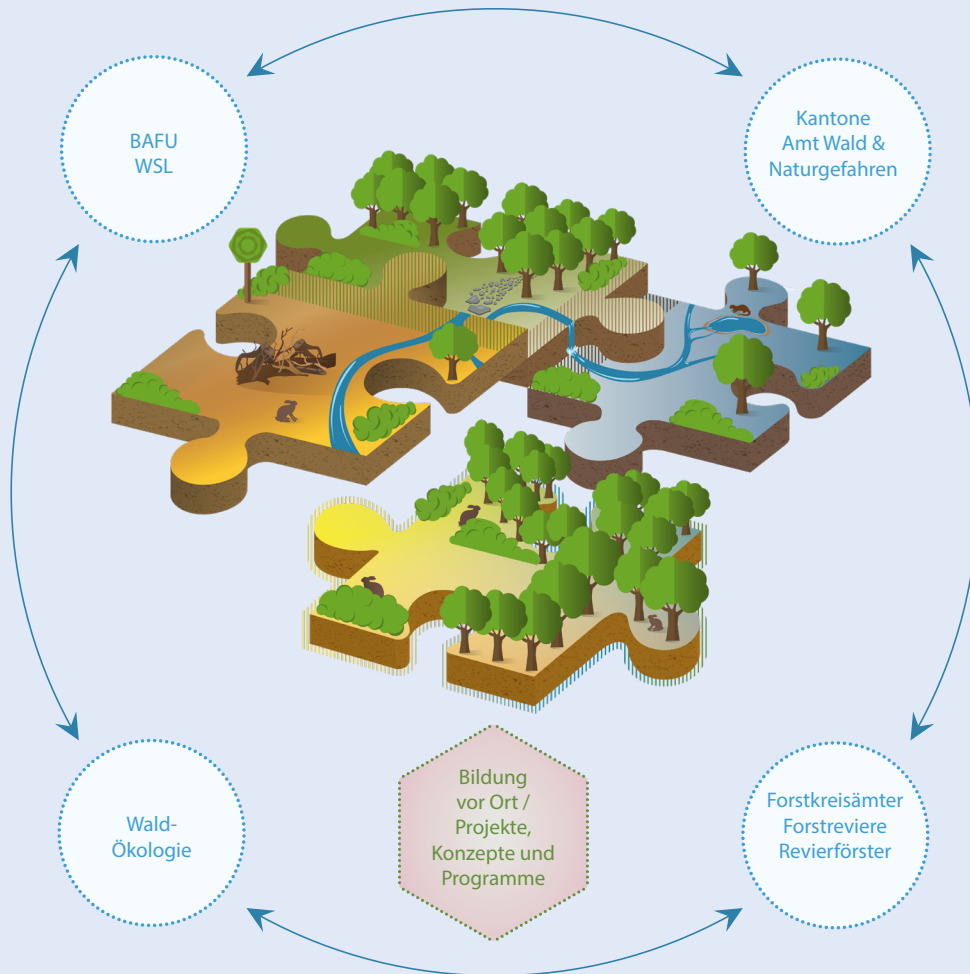 BAFU
WSL
Kantone
Amt Wald &
Naturgefahren
Wald-
Ökologie
Bildung
vor Ort /
Projekte,
Konzepte und
Programme
Forstkreisämter
Forstreviere
Revierförster